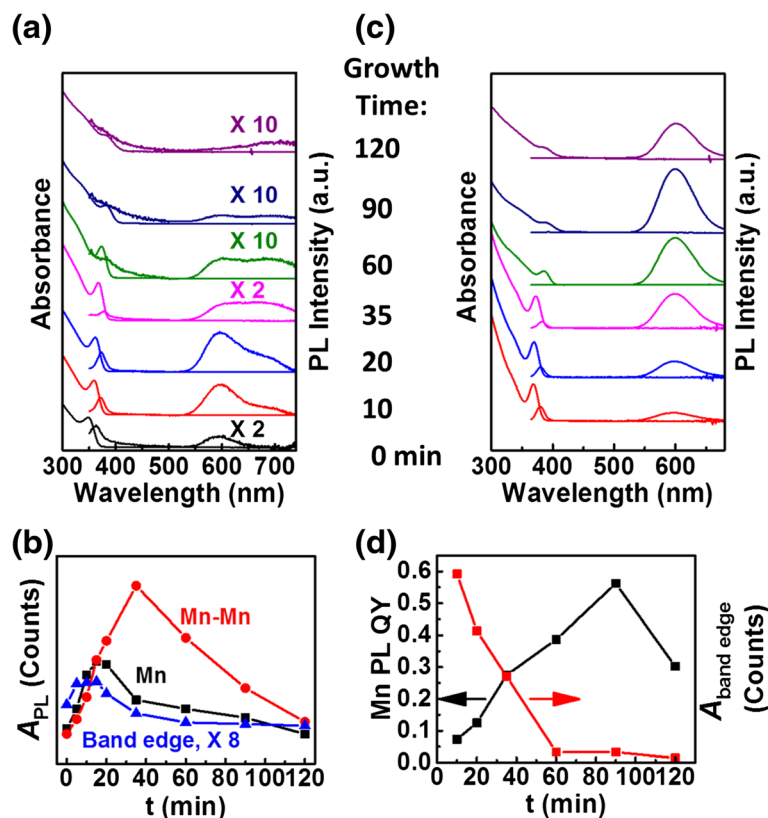 (a)
(c)
Growth
Time:
X 10
120
X 10
90
X 10
60
X 2
35
20
10
X 2
0 min
Absorbance
PL Intensity (a.u.)
Absorbance
PL Intensity (a.u.)
300 400 500 600 700
Wavelength (nm)
300 400 500 600
Wavelength (nm)
(b)
(d)
A PL (Counts)
Mn-Mn
Mn
Band edge, X 8
0 20 40 60 80 100 120
t (min)
Mn PL QY
0.6
0.5
0.4
0.3
0.2
0.1
0.0
A band edge
(Counts)
0 20 40 60 80 100 120
t (min)